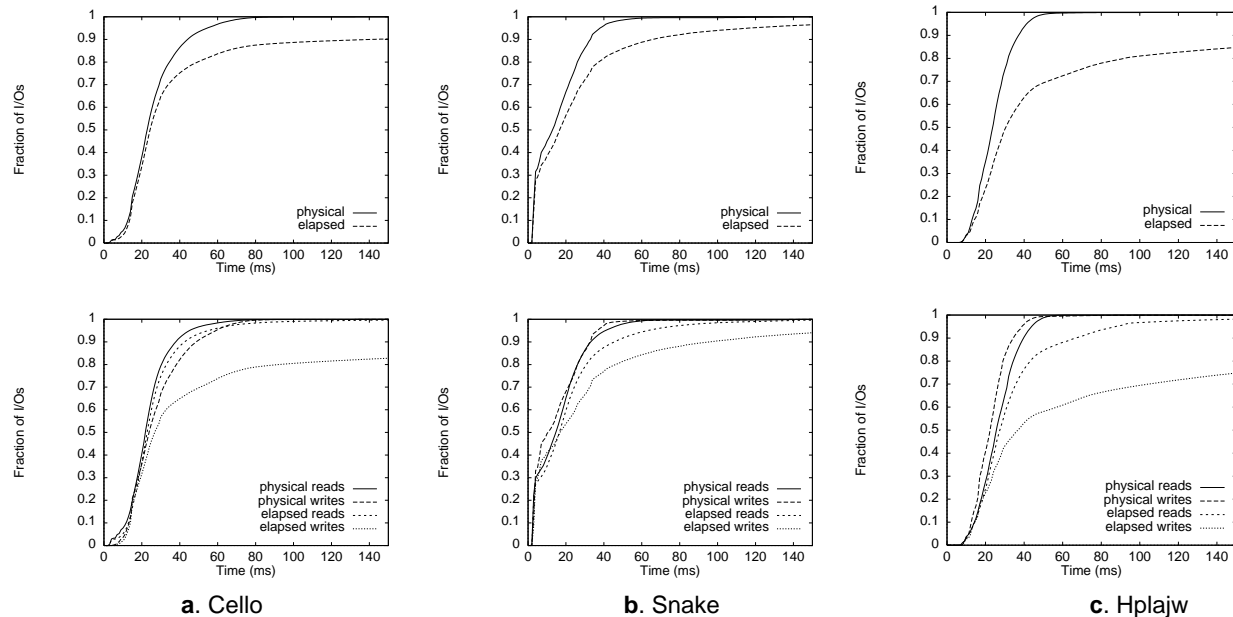 1
0.9
0.8
0.7
0.6
0.5
0.4
0.3
0.2
0.1
0
Fraction of I/Os
physical
elapsed
0 20 40 60 80 100 120 140
Time (ms)
1
0.9
0.8
0.7
0.6
0.5
0.4
0.3
0.2
0.1
0
Fraction of I/Os
physical
elapsed
0 20 40 60 80 100 120 140
Time (ms)
1
0.9
0.8
0.7
0.6
0.5
0.4
0.3
0.2
0.1
0
Fraction of I/Os
physical
elapsed
0 20 40 60 80 100 120 140
Time (ms)
1
0.9
0.8
0.7
0.6
0.5
0.4
0.3
0.2
0.1
0
Fraction of I/Os
physical reads
physical writes
elapsed reads
elapsed writes
0 20 40 60 80 100 120 140
Time (ms)
1
0.9
0.8
0.7
0.6
0.5
0.4
0.3
0.2
0.1
0
Fraction of I/Os
physical reads
physical writes
elapsed reads
elapsed writes
0 20 40 60 80 100 120 140
Time (ms)
1
0.9
0.8
0.7
0.6
0.5
0.4
0.3
0.2
0.1
0
Fraction of I/Os
physical reads
physical writes
elapsed reads
elapsed writes
0 20 40 60 80 100 120 140
Time (ms)
a. Cello
b. Snake
c. Hplajw